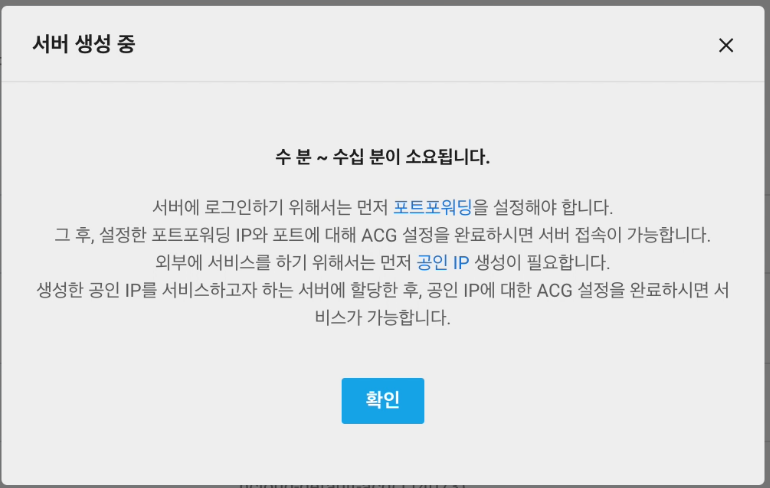 서버 생성 중
수 분 ~ 수십 분이 소요됩니다.
서버에 로그인하기 위해서는 먼저 포트포워딩을 설정해야 합니다.
그 후, 설정한 포트포워딩 IP와 포트에 대해 ACG 설정을 완료하시면 서버 접속이 가능합니다.
외부에 서비스를 하기 위해서는 먼저 공인 IP 생성이 필요합니다.
생성한 공인 IP를 서비스하고자 하는 서버에 할당한 후, 공인 IP에 대한 ACG 설정을 완료하시면 서
비스가 가능합니다.
확인